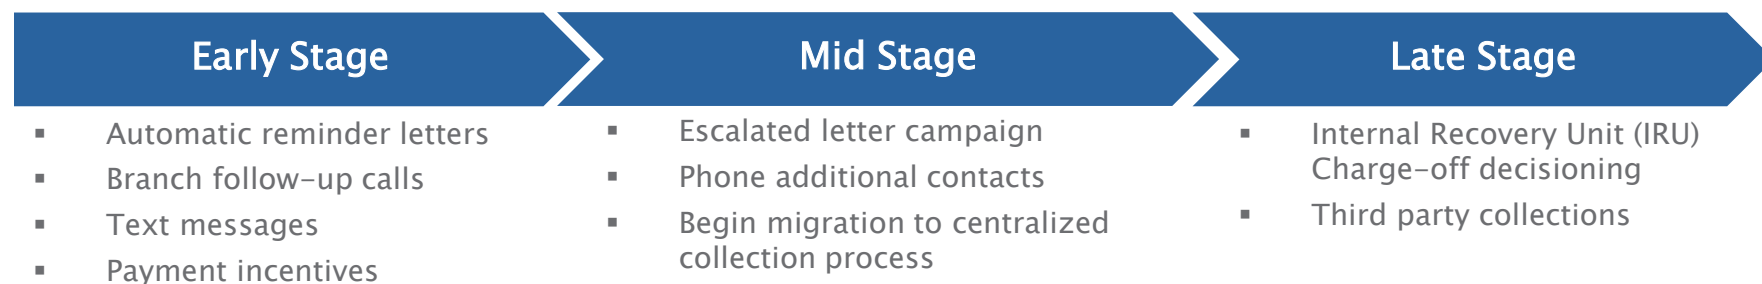 Early Stage
▪ Automatic reminder letters
▪ Branch follow-up calls
▪ Text messages
▪ Payment incentives
Mid Stage
▪ Escalated letter campaign
▪ Phone additional contacts
▪ Begin migration to centralized
collection process
Late Stage
▪ Internal Recovery Unit (IRU)
Charge-off decisioning
▪ Third party collections